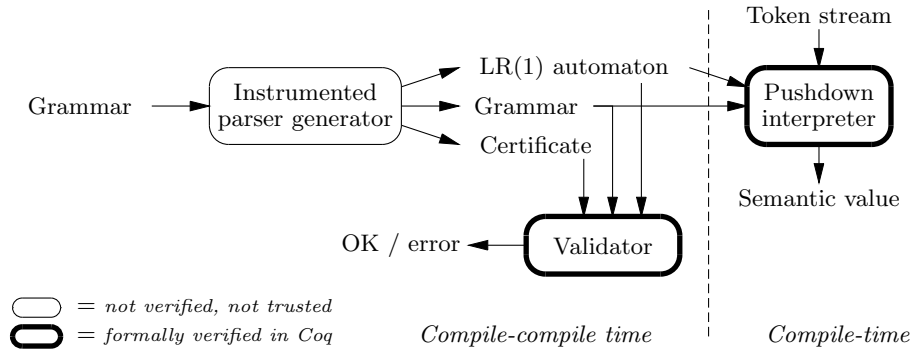 Token stream
LR(1) automaton
Instrumented
parser generator
Grammar
Grammar
Pushdown
interpreter
Certificate
Semantic value
OK / error
Validator
= not verified, not trusted
= formally verified in Coq
Compile-compile time
Compile-time